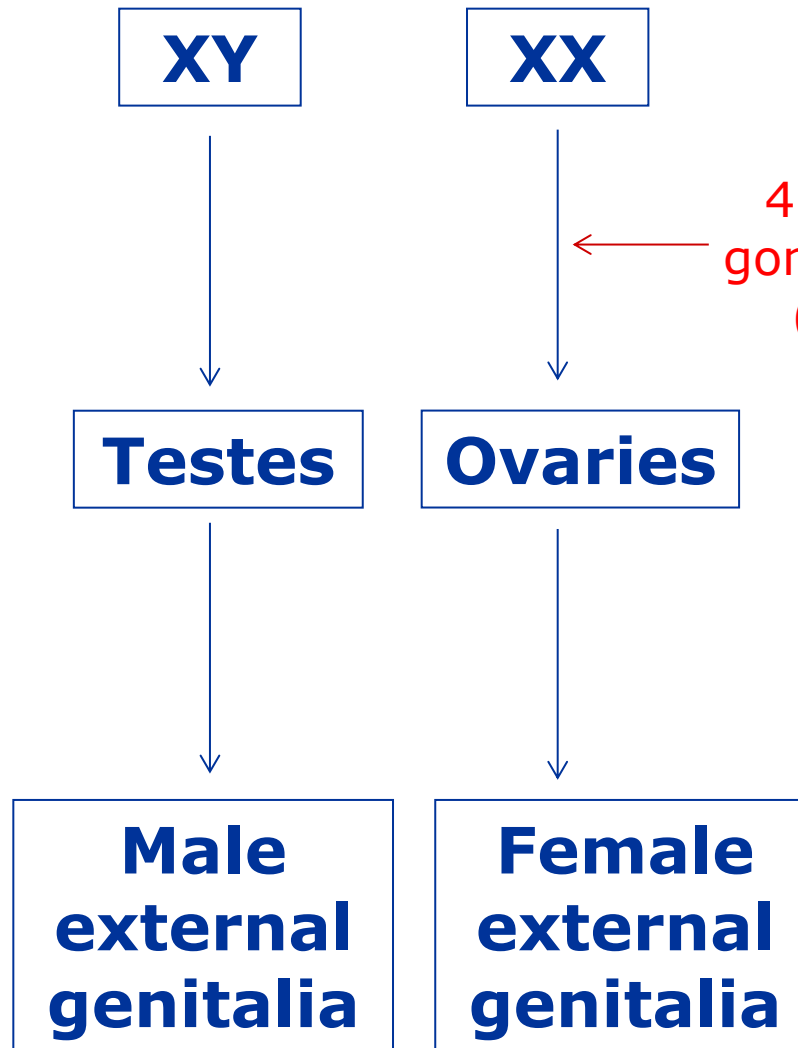 XY
XX
4
Testes
Ovaries
Male
external
genitalia
Female
external
genitalia